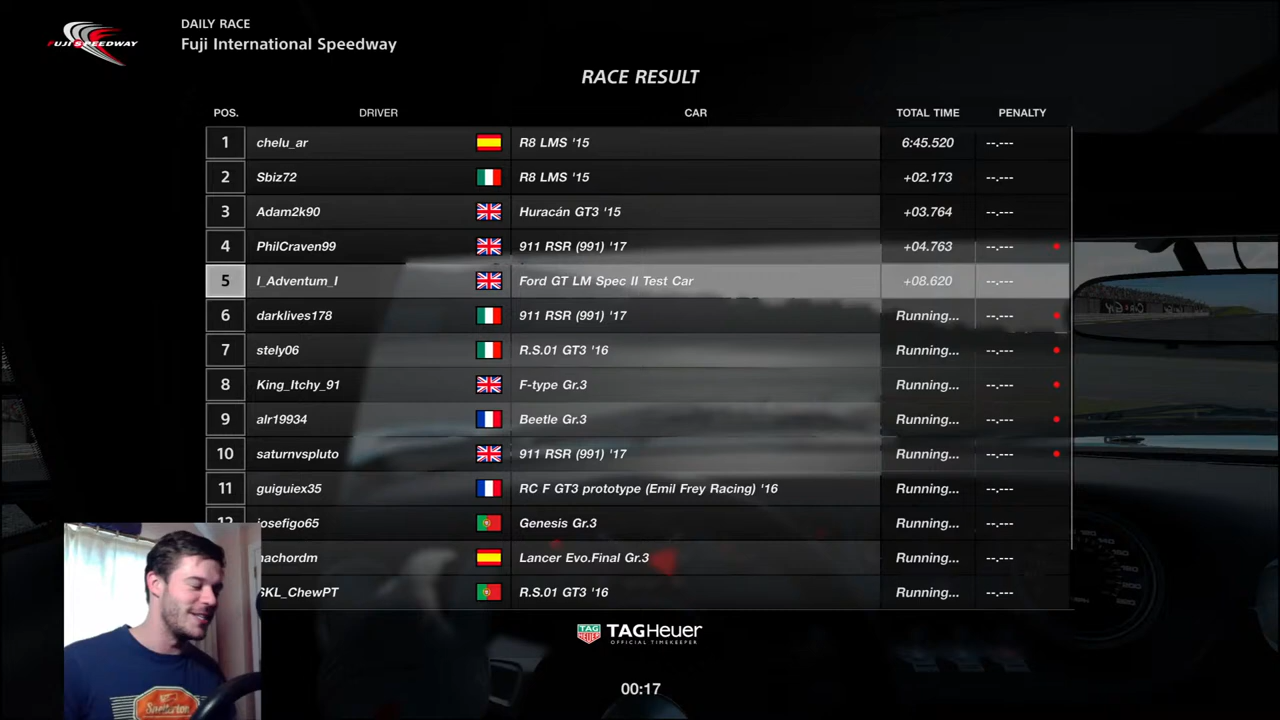 DAILY RACE
FUJI SPEEDWAY
Fuji International Speedway
RACE RESULT
POS. DRIVER CAR TOTAL TIME PENALTY
1 chelu_ar R8 LMS '15 6:45.520 --.---
2 Sbiz72 R8 LMS '15 +02.173 --.---
3 Adam2k90 Huracán GT3 '15 +03.764 --.---
4 PhilCraven99 911 RSR (991) '17 +04.763 --.---
5 I_Adventum_I Ford GT LM Spec II Test Car +08.620 --.---
6 darklives178 911 RSR (991) '17 Running... --.---
7 stely06 R.S.01 GT3 '16 Running... --.---
8 King_Itchy_91 F-type Gr.3 Running... --.---
9 alr19934 Beetle Gr.3 Running... --.---
10 saturnvspluto 911 RSR (991) '17 Running... --.---
11 guiguiex35 RC F GT3 prototype (Emil Frey Racing) '16 Running... --.---
12 josefigo65 Genesis Gr.3 Running... --.---
nachordm Lancer Evo.Final Gr.3 Running... --.---
SKL_ChewPT R.S.01 GT3 '16 Running... --.---
TAG HEUER TAGHeuer
OFFICIAL TIMEKEEPER
00:17